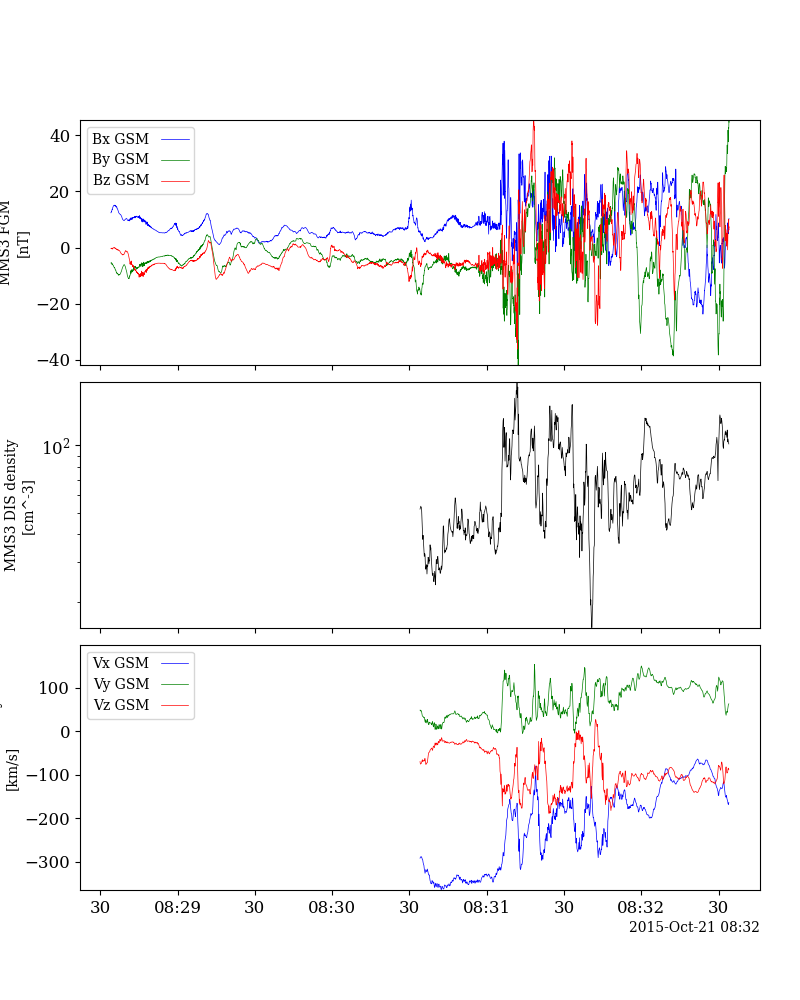 40
20
0
−20
−40
MMS3 FGM
[nT]
Bx GSM
By GSM
Bz GSM
10²
MMS3 DIS density
[cm^-3]
100
0
−100
−200
−300
[km/s]
Vx GSM
Vy GSM
Vz GSM
30 08:29 30 08:30 30 08:31 30 08:32 30
2015-Oct-21 08:32